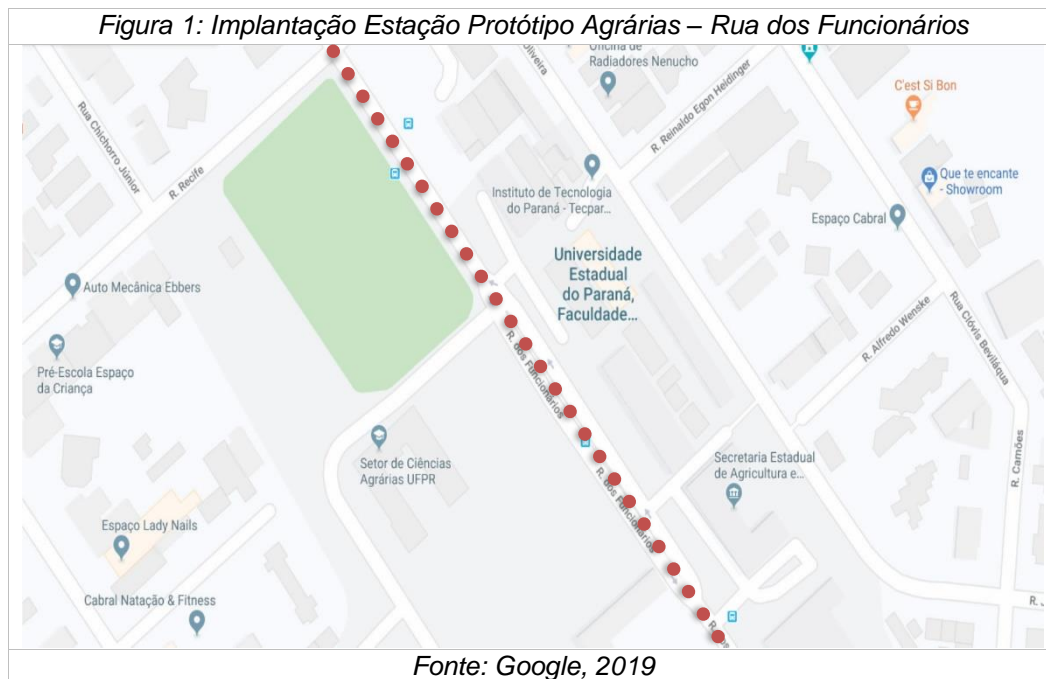 Figura 1: Implantação Estação Protótipo Agrárias – Rua dos Funcionários
Oliveira
Oficina de
Radiadores Nenucho
R. Reinaldo Egon Heidinger
C'est Si Bon
Rua Chichorro Júnior
R. Recife
Instituto de Tecnologia
do Paraná - Tecpar...
Que te encante
- Showroom
Espaço Cabral
Universidade
Estadual
do Paraná,
Faculdade...
Auto Mecânica Ebbers
R. dos Funcionários
R. Alfredo Wenske
Rua Clóvis Beviláqua
Pré-Escola Espaço
da Criança
Setor de Ciências
Agrárias UFPR
R. dos Funcionários
Secretaria Estadual
de Agricultura e...
R. Camões
Espaço Lady Nails
Cabral Natação & Fitness
Fonte: Google, 2019